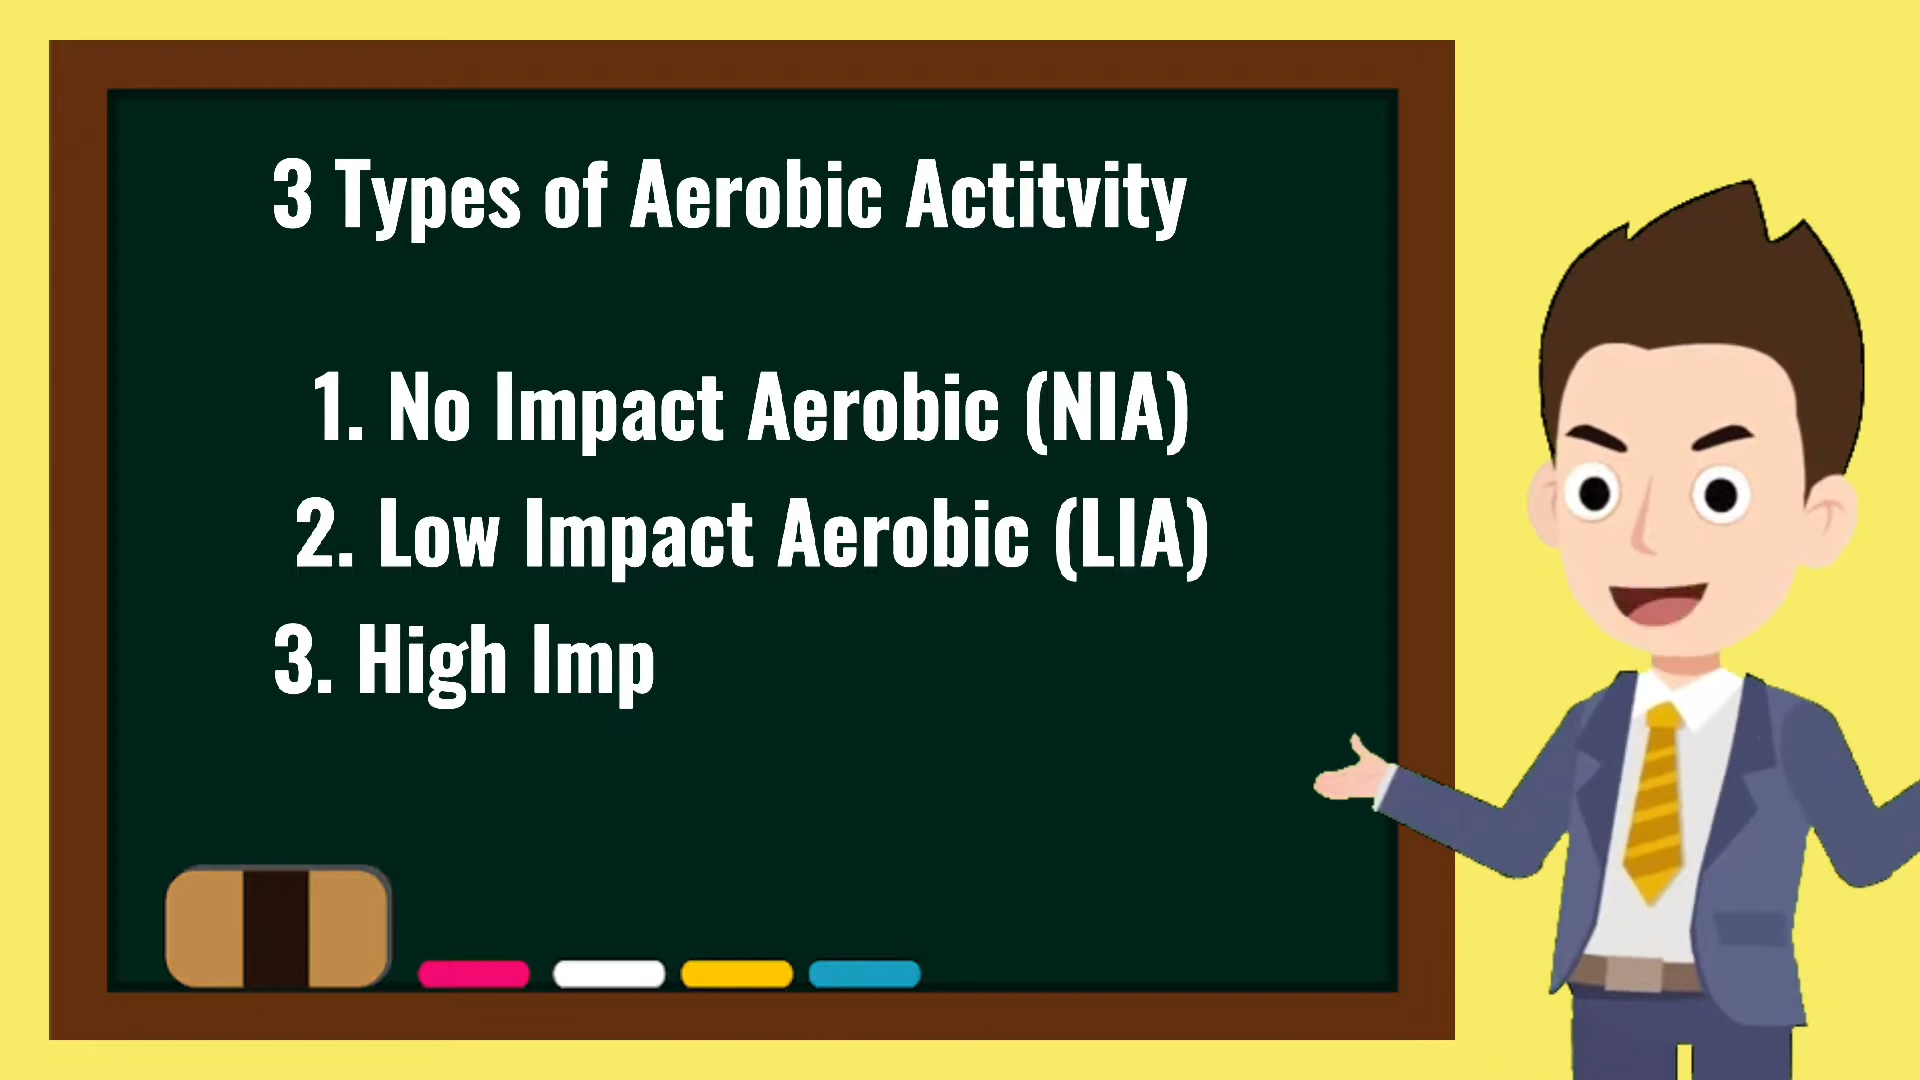 3 Types of Aerobic Actitvity
1. No Impact Aerobic (NIA)
2. Low Impact Aerobic (LIA)
3. High Imp